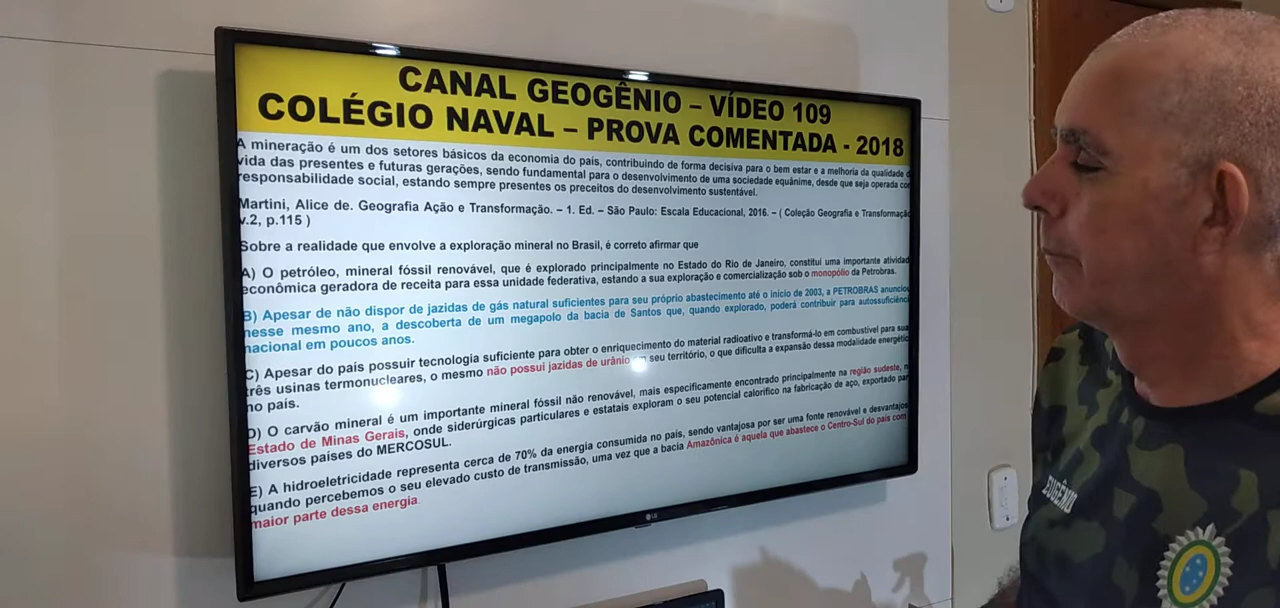 CANAL GEOGÊNIO – VÍDEO 109
COLÉGIO NAVAL – PROVA COMENTADA - 2018
A mineração é um dos setores básicos da economia do país, contribuindo de forma decisiva para o bem estar e a melhoria da qualidade
vida das presentes e futuras gerações, sendo fundamental para o desenvolvimento de uma sociedade equânime, desde que seja operada
responsabilidade social, estando sempre presentes os preceitos do desenvolvimento sustentável.
Martini, Alice de. Geografia Ação e Transformação. – 1. Ed. – São Paulo: Escala Educacional, 2016. – ( Coleção Geografia e Transformação
v.2, p.115 )
Sobre a realidade que envolve a exploração mineral no Brasil, é correto afirmar que
A) O petróleo, mineral fóssil renovável, que é explorado principalmente no Estado do Rio de Janeiro, constitui uma importante atividad
econômica geradora de receita para essa unidade federativa, estando a sua exploração e comercialização sob o monopólio da Petrobras.
B) Apesar de não dispor de jazidas de gás natural suficientes para seu próprio abastecimento até o início de 2003, a PETROBRAS anunciou
nesse mesmo ano, a descoberta de um megapolo da bacia de Santos que, quando explorado, poderá contribuir para autossuficiênc
nacional em poucos anos.
C) Apesar do país possuir tecnologia suficiente para obter o enriquecimento do material radioativo e transformá-lo em combustível para sua
três usinas termonucleares, o mesmo não possui jazidas de urânio seu território, o que dificulta a expansão dessa modalidade energétic
no país.
D) O carvão mineral é um importante mineral fóssil não renovável, mais especificamente encontrado principalmente na região sudeste, n
Estado de Minas Gerais, onde siderúrgicas particulares e estatais exploram o seu potencial calorífico na fabricação de aço, exportado par
diversos países do MERCOSUL.
E) A hidroeletricidade representa cerca de 70% da energia consumida no país, sendo vantajosa por ser uma fonte renovável e desvantajos
quando percebemos o seu elevado custo de transmissão, uma vez que a bacia Amazônica é aquela que abastece o Centro-Sul do país com
maior parte dessa energia.
LG
EUGÊNIO